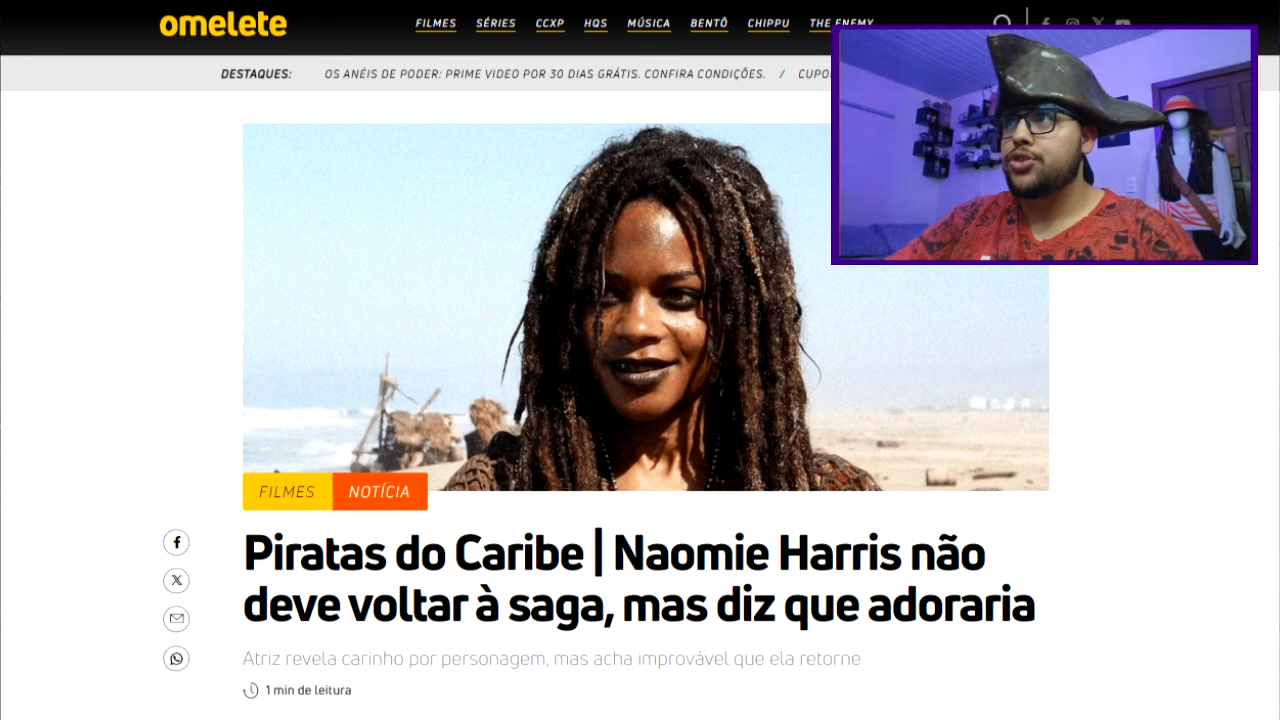 omelete
FILMES SÉRIES CCXP HQS MÚSICA BENTÔ CHIPPU THE ENEMY
DESTAQUES: OS ANÉIS DE PODER: PRIME VIDEO POR 30 DIAS GRÁTIS. CONFIRA CONDIÇÕES. /
FILMES NOTÍCIA
Piratas do Caribe | Naomie Harris não
deve voltar à saga, mas diz que adoraria
Atriz revela carinho por personagem, mas acha improvável que ela retorne
1 min de leitura